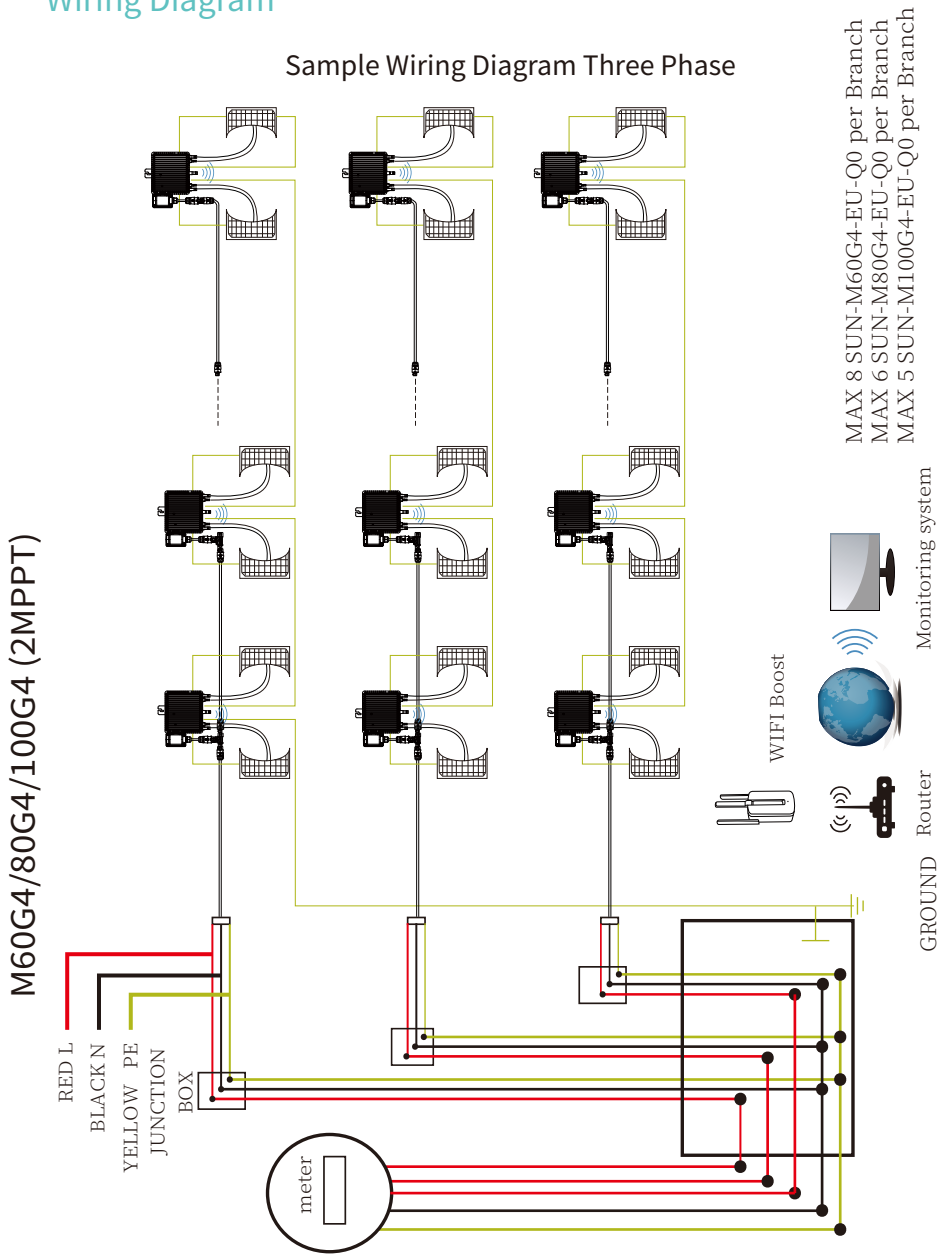 Wiring Diagram
Sample Wiring Diagram Three Phase
M60G4/80G4/100G4 (2MPPT)
RED L
BLACK N
YELLOW PE
JUNCTION
BOX
meter
GROUND
Router
WIFI Boost
Monitoring system
MAX 8 SUN-M60G4-EU-Q0 per Branch
MAX 6 SUN-M80G4-EU-Q0 per Branch
MAX 5 SUN-M100G4-EU-Q0 per Branch